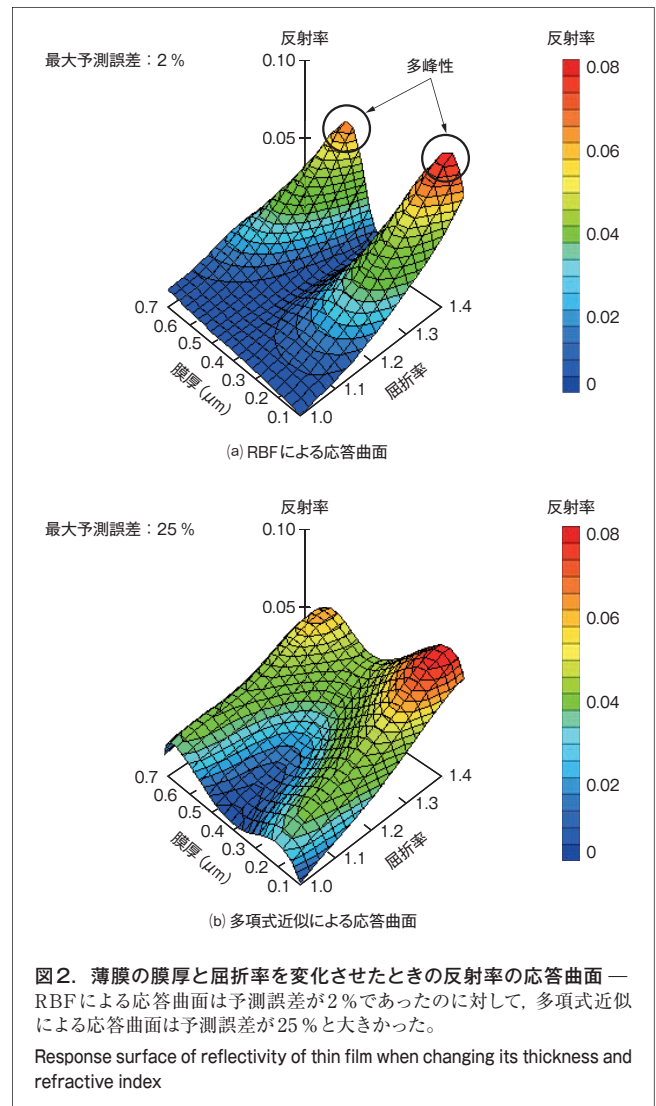 反射率
最大予測誤差：2 %
0.10
0.05
多峰性
反射率
0.08
0.06
0.04
0.02
0
0.7
0.6
0.5
0.4
0.3
0.2
0.1
膜厚 (μm)
1.0
1.1
1.2
1.3
1.4
屈折率
(a) RBFによる応答曲面
反射率
最大予測誤差：25 %
0.10
0.05
反射率
0.08
0.06
0.04
0.02
0
0.7
0.6
0.5
0.4
0.3
0.2
0.1
膜厚 (μm)
1.0
1.1
1.2
1.3
1.4
屈折率
(b) 多項式近似による応答曲面
図2．薄膜の膜厚と屈折率を変化させたときの反射率の応答曲面 —
RBFによる応答曲面は予測誤差が2％であったのに対して，多項式近似
による応答曲面は予測誤差が25％と大きかった。
Response surface of reflectivity of thin film when changing its thickness and
refractive index